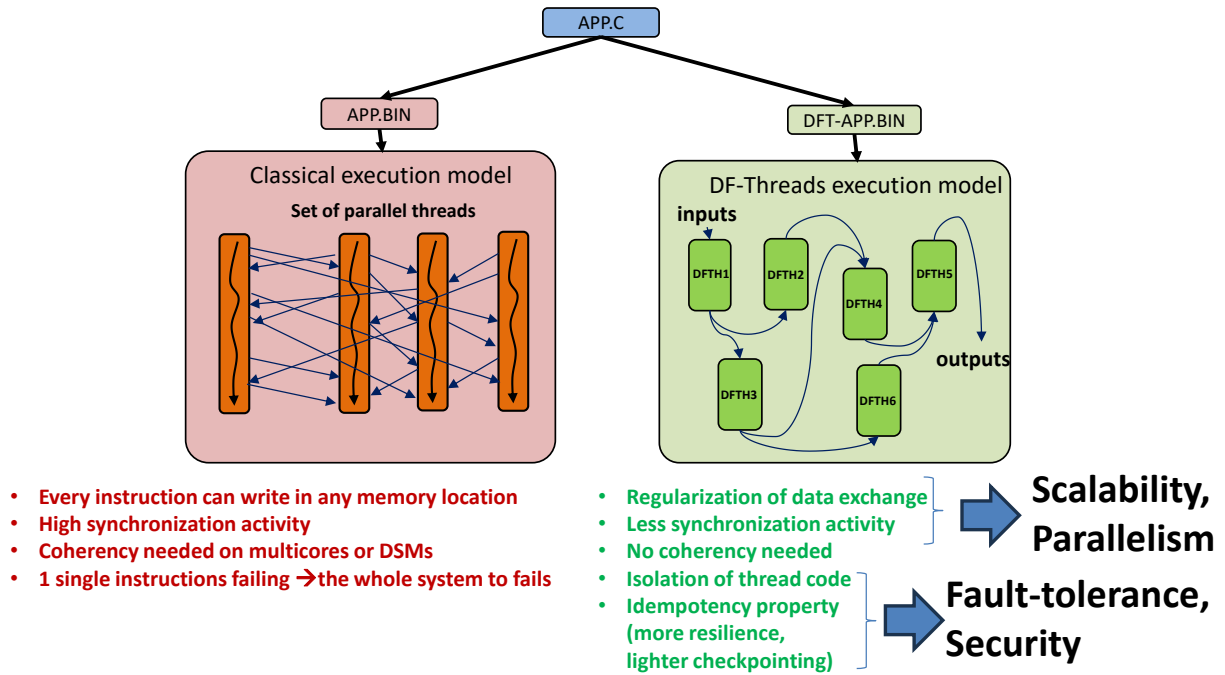 APP.C
APP.BIN
DFT-APP.BIN
Classical execution model
Set of parallel threads
DF-Threads execution model
inputs
DFTH1
DFTH2
DFTH4
DFTH5
outputs
DFTH3
DFTH6
• Every instruction can write in any memory location
• High synchronization activity
• Coherency needed on multicores or DSMs
• 1 single instructions failing →the whole system to fails
• Regularization of data exchange
• Less synchronization activity
• No coherency needed
• Isolation of thread code
• Idempotency property
(more resilience,
lighter checkpointing)
Scalability,
Parallelism
Fault-tolerance,
Security